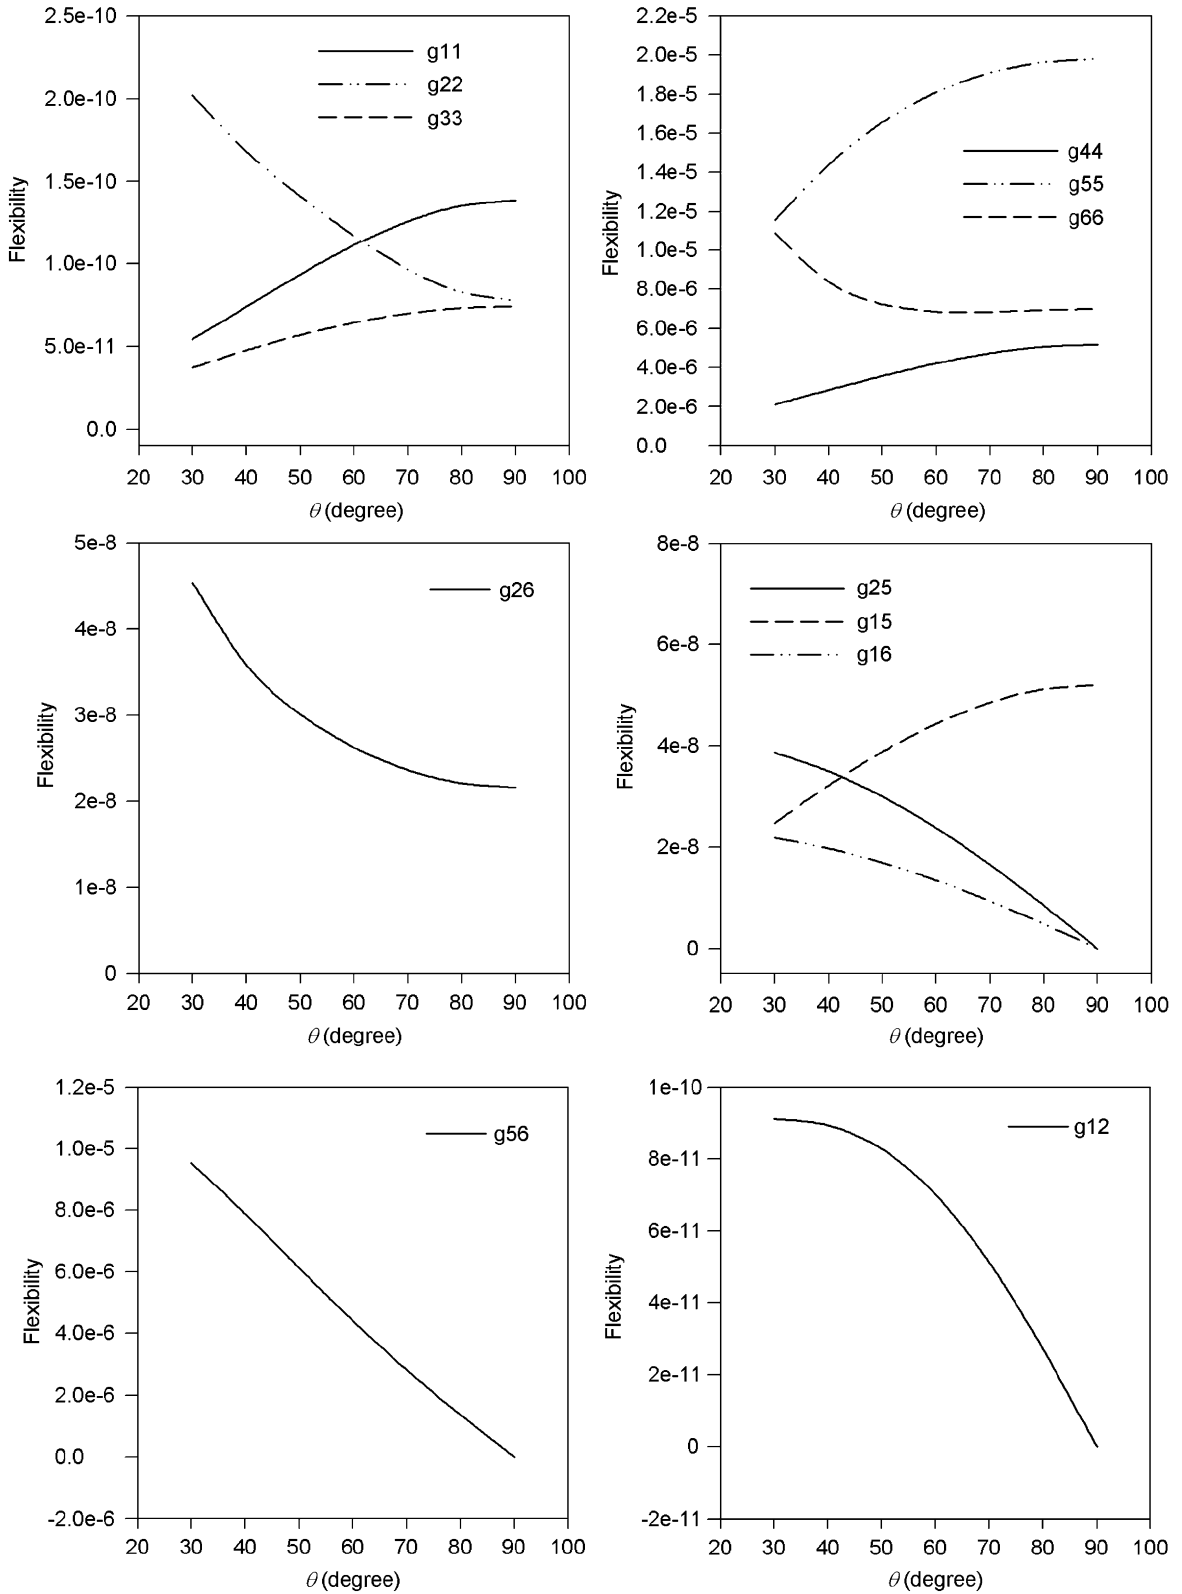 2.5e-10
2.0e-10
1.5e-10
1.0e-10
5.0e-11
0.0
Flexibility
g11
g22
g33
20 30 40 50 60 70 80 90 100
θ (degree)
2.2e-5
2.0e-5
1.8e-5
1.6e-5
1.4e-5
1.2e-5
1.0e-5
8.0e-6
6.0e-6
4.0e-6
2.0e-6
0.0
Flexibility
g44
g55
g66
20 30 40 50 60 70 80 90 100
θ (degree)
5e-8
4e-8
3e-8
2e-8
1e-8
0
Flexibility
g26
20 30 40 50 60 70 80 90 100
θ (degree)
8e-8
6e-8
4e-8
2e-8
0
Flexibility
g25
g15
g16
20 30 40 50 60 70 80 90 100
θ (degree)
1.2e-5
1.0e-5
8.0e-6
6.0e-6
4.0e-6
2.0e-6
0.0
-2.0e-6
Flexibility
g56
20 30 40 50 60 70 80 90 100
θ (degree)
1e-10
8e-11
6e-11
4e-11
2e-11
0
-2e-11
Flexibility
g12
20 30 40 50 60 70 80 90 100
θ (degree)